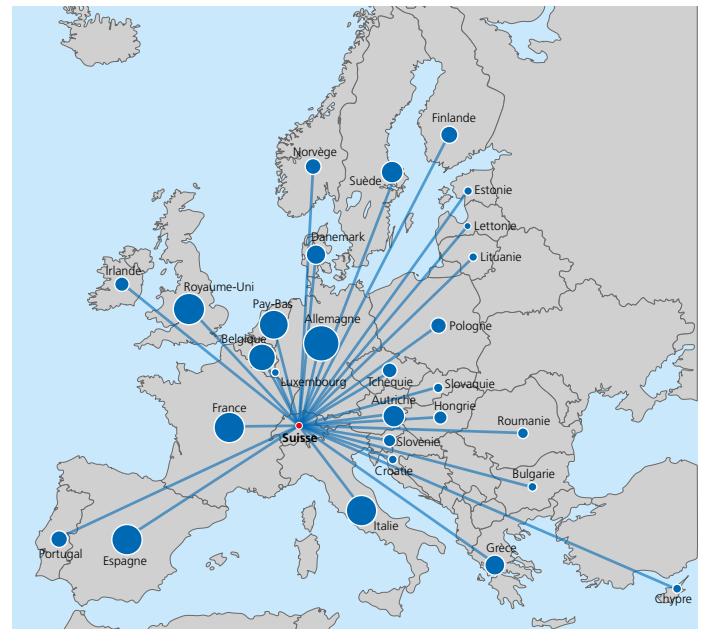 Finlande
Norvège
Suède
Estonie
Lettonie
Danemark
Lituanie
Irlande
Royaume-Uni
Pay-Bas
Allemagne
Pologne
Belgique
Luxembourg
Tchéquie
Slovaquie
Autriche
France
Hongrie
Roumanie
Suisse
Slovénie
Croatie
Bulgarie
Italie
Portugal
Espagne
Grèce
Chypre